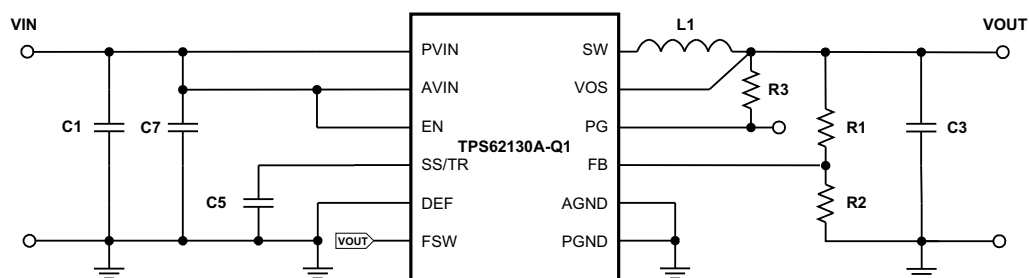 VIN
L1
VOUT
PVIN
SW
AVIN
VOS
R3
C1
C7
EN
PG
R1
C3
TPS62130A-Q1
SS/TR
FB
C5
DEF
AGND
R2
VOUT
FSW
PGND